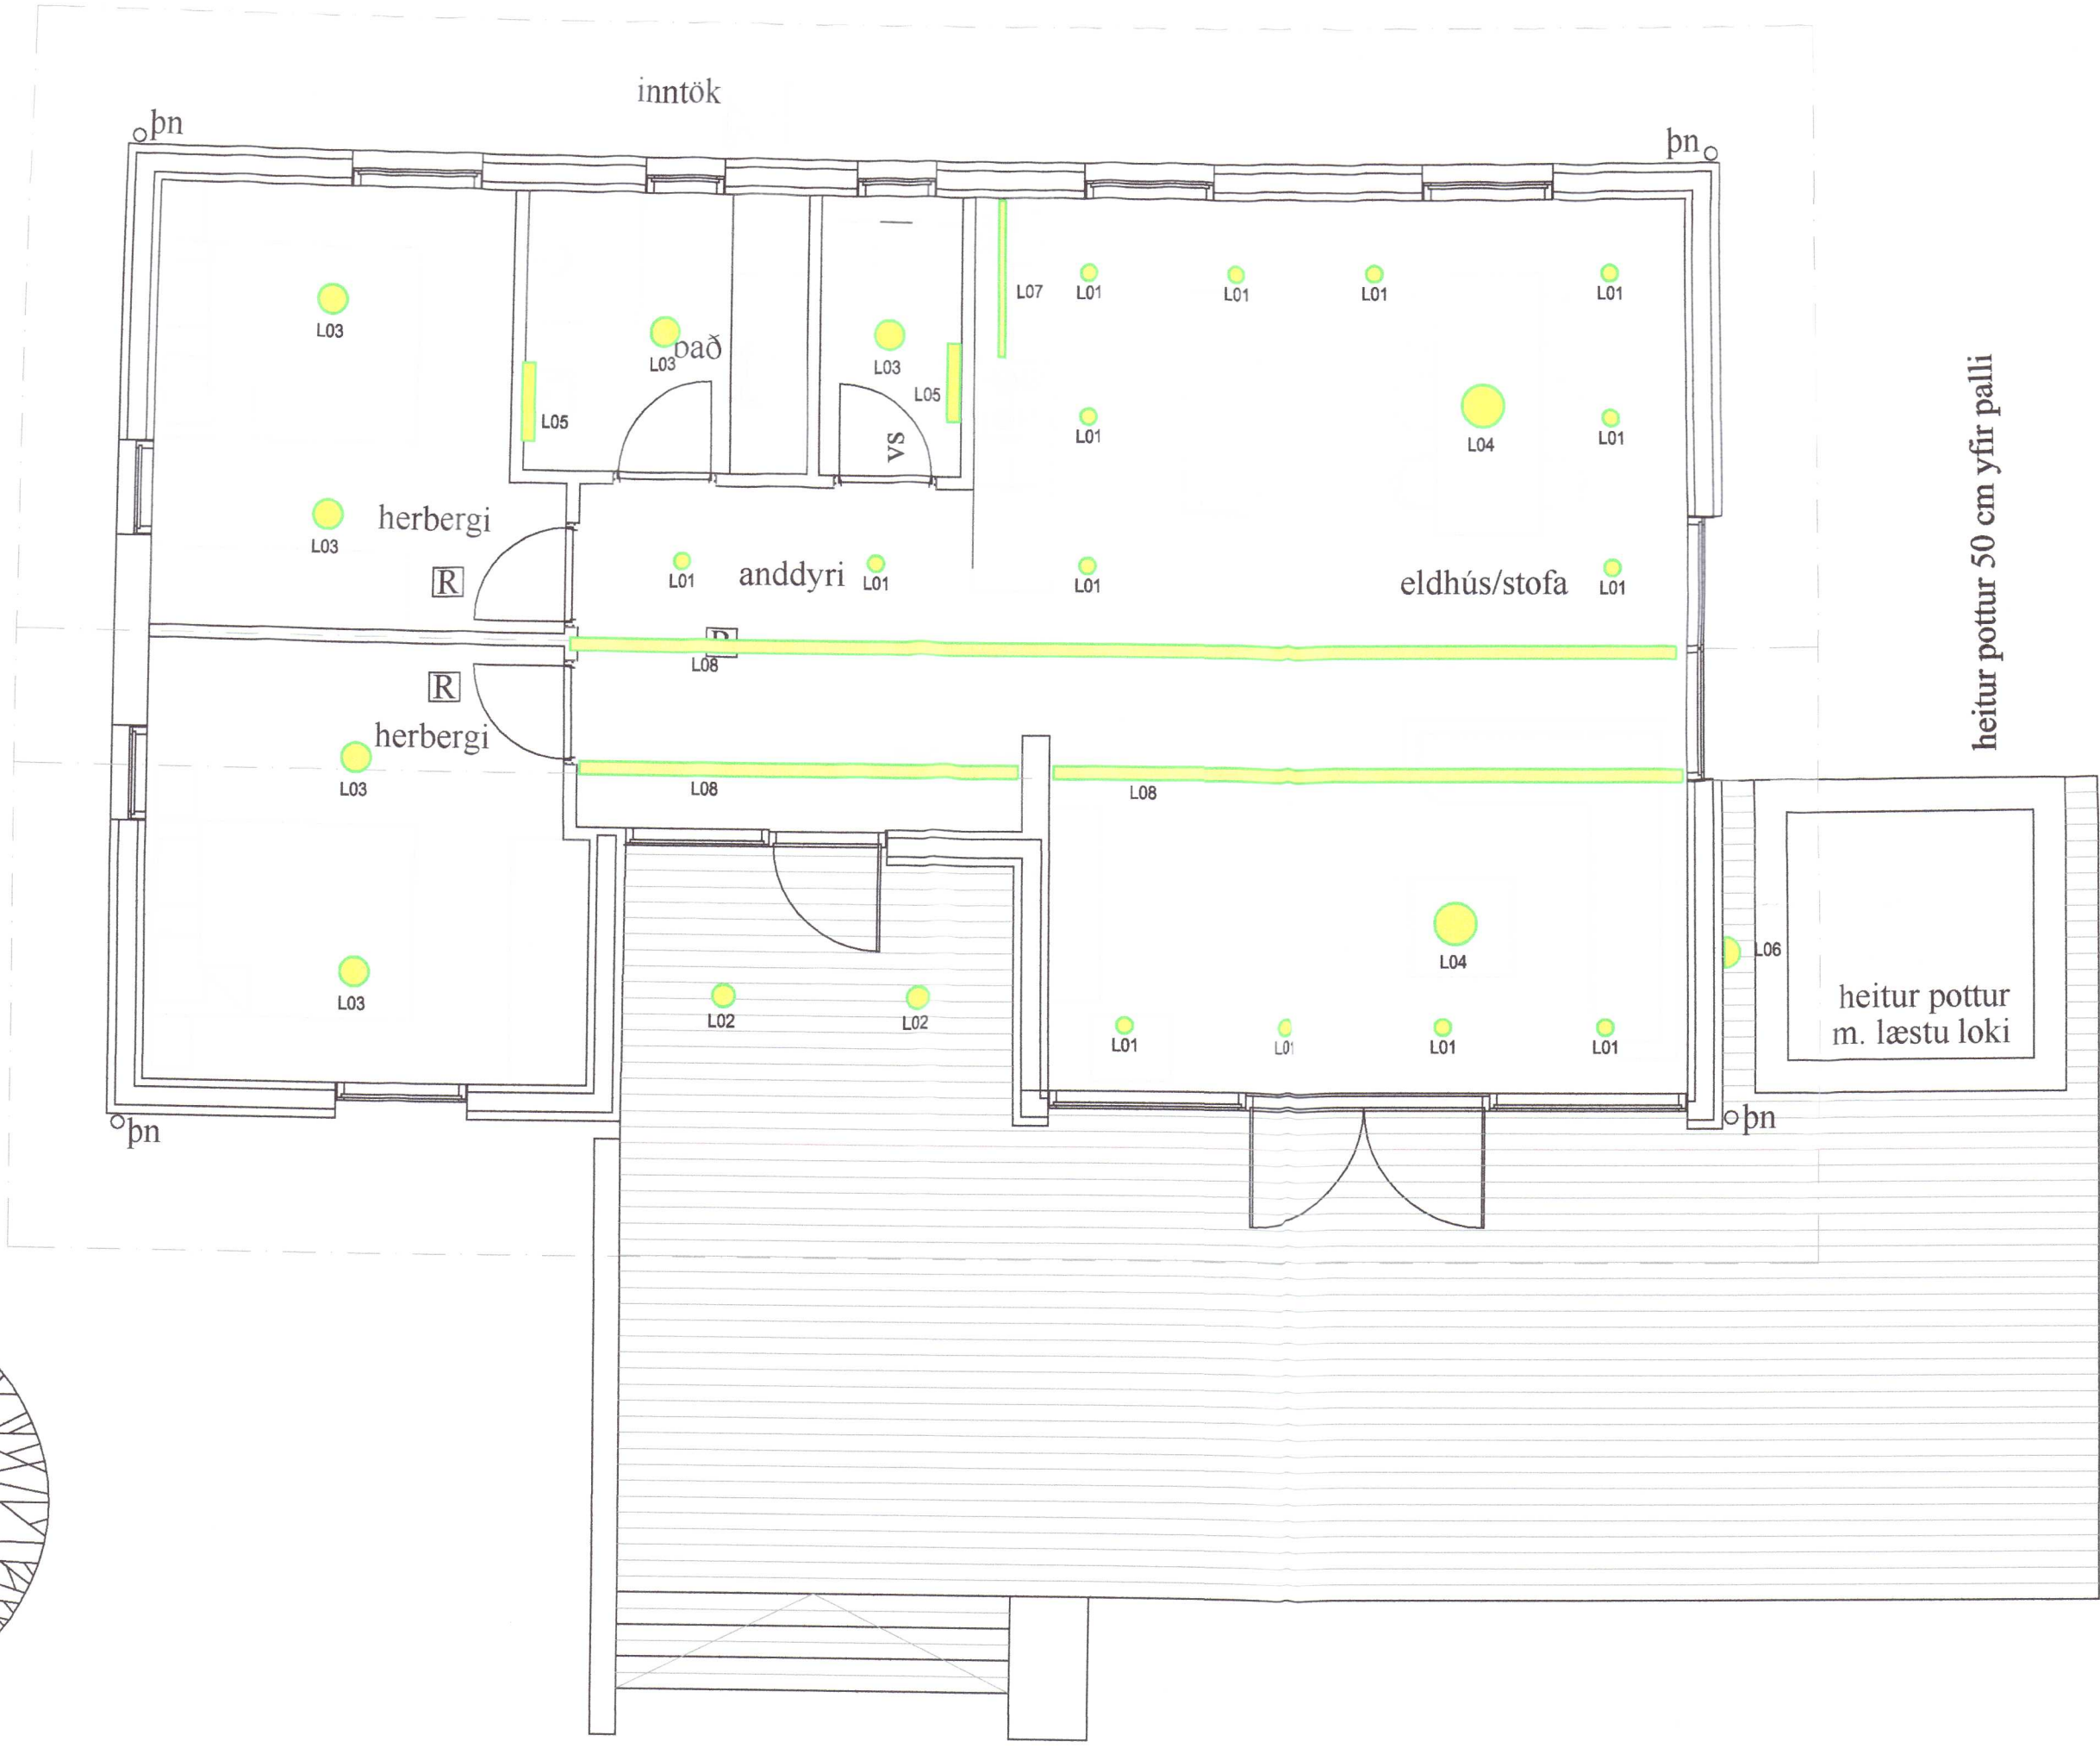 inntök
þn
þn
L07
L01
L01
L01
L01
L03
L03
bað
L03
L05
L05
L04
L01
L01
vs
herbergi
L03
R
L01
anddyri
L01
L01
eldhús/stofa
L01
heitur pottur 50 cm yfir palli
L08
R
herbergi
L03
L08
L08
L04
L06
L03
L02
L02
L01
L01
L01
L01
heitur pottur
m. læstu loki
þn
þn